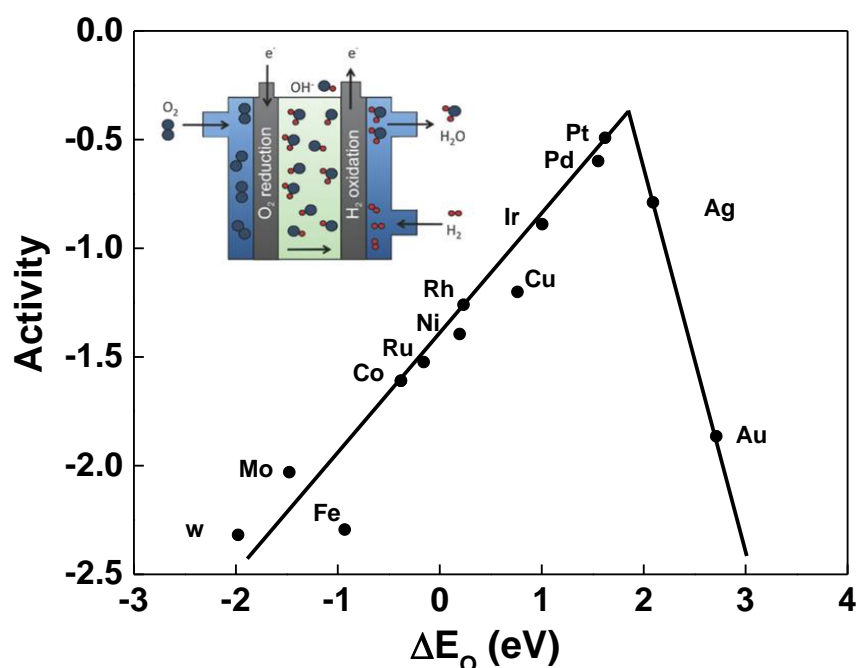 0.0
-0.5
-1.0
-1.5
-2.0
-2.5
-3
-2
-1
0
1
2
3
4
Activity
ΔE_O (eV)
e-
OH-
e-
O2
O2 reduction
H2 oxidation
H2O
H2
Pt
Pd
Ag
Ir
Cu
Rh
Ni
Ru
Co
Au
Mo
Fe
w